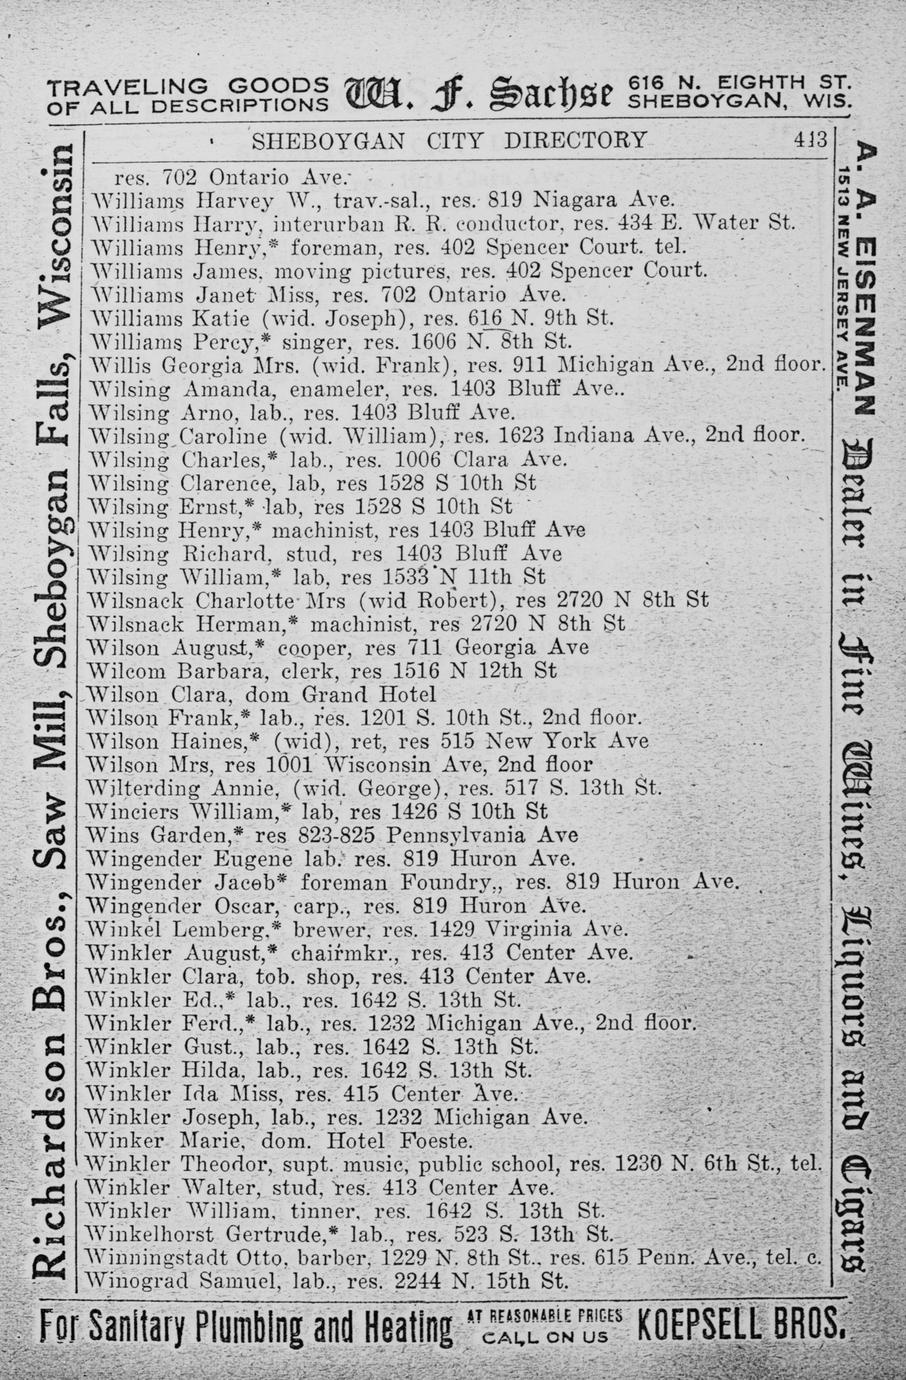 TRAVELING GOODS
OF ALL DESCRIPTIONS
W. F. Sachse
616 N. EIGHTH ST.
SHEBOYGAN, WIS.
SHEBOYGAN CITY DIRECTORY 413
res. 702 Ontario Ave.
Williams Harvey W., trav.-sal., res. 819 Niagara Ave.
Williams Harry, interurban R. R. conductor, res. 434 E. Water St.
Williams Henry,* foreman, res. 402 Spencer Court. tel.
Williams James, moving pictures, res. 402 Spencer Court.
Williams Janet Miss, res. 702 Ontario Ave.
Williams Katie (wid. Joseph), res. 616 N. 9th St.
Williams Percy,* singer, res. 1606 N. 8th St.
Willis Georgia Mrs. (wid. Frank), res. 911 Michigan Ave., 2nd floor.
Wilsing Amanda, enameler, res. 1403 Bluff Ave..
Wilsing Arno, lab., res. 1403 Bluff Ave.
Wilsing Caroline (wid. William), res. 1623 Indiana Ave., 2nd floor.
Wilsing Charles,* lab., res. 1006 Clara Ave.
Wilsing Clarence, lab, res 1528 S 10th St
Wilsing Ernst,* lab, res 1528 S 10th St
Wilsing Henry,* machinist, res 1403 Bluff Ave
Wilsing Richard, stud, res 1403 Bluff Ave
Wilsing William,* lab, res 1533 N 11th St
Wilsnack Charlotte Mrs (wid Robert), res 2720 N 8th St
Wilsnack Herman,* machinist, res 2720 N 8th St
Wilson August,* cooper, res 711 Georgia Ave
Wilcom Barbara, clerk, res 1516 N 12th St
Wilson Clara, dom Grand Hotel
Wilson Frank,* lab., res. 1201 S. 10th St., 2nd floor.
Wilson Haines,* (wid), ret, res 515 New York Ave
Wilson Mrs, res 1001 Wisconsin Ave, 2nd floor
Wilterding Annie, (wid. George), res. 517 S. 13th St.
Winciers William,* lab, res 1426 S 10th St
Wins Garden,* res 823-825 Pennsylvania Ave
Wingender Eugene lab. res. 819 Huron Ave.
Wingender Jacob* foreman Foundry,, res. 819 Huron Ave.
Wingender Oscar, carp., res. 819 Huron Ave.
Winkel Lemberg,* brewer, res. 1429 Virginia Ave.
Winkler August,* chairmkr., res. 413 Center Ave.
Winkler Clara, tob. shop, res. 413 Center Ave.
Winkler Ed.,* lab., res. 1642 S. 13th St.
Winkler Ferd.,* lab., res. 1232 Michigan Ave., 2nd floor.
Winkler Gust., lab., res. 1642 S. 13th St.
Winkler Hilda, lab., res. 1642 S. 13th St.
Winkler Ida Miss, res. 415 Center Ave.
Winkler Joseph, lab., res. 1232 Michigan Ave.
Winker Marie, dom. Hotel Foeste.
Winkler Theodor, supt. music, public school, res. 1230 N. 6th St., tel.
Winkler Walter, stud, res. 413 Center Ave.
Winkler William, tinner, res. 1642 S. 13th St.
Winkelhorst Gertrude,* lab., res. 523 S. 13th St.
Winningstadt Otto, barber, 1229 N. 8th St.. res. 615 Penn. Ave., tel. c.
Winograd Samuel, lab., res. 2244 N. 15th St.
Richardson Bros., Saw Mill, Sheboygan Falls, Wisconsin
A. A. EISENMAN Dealer in Fine Wines, Liquors and Cigars
1513 NEW JERSEY AVE.
For Sanitary Plumbing and Heating
AT REASONABLE PRICES
CALL ON US
KOEPSELL BROS.